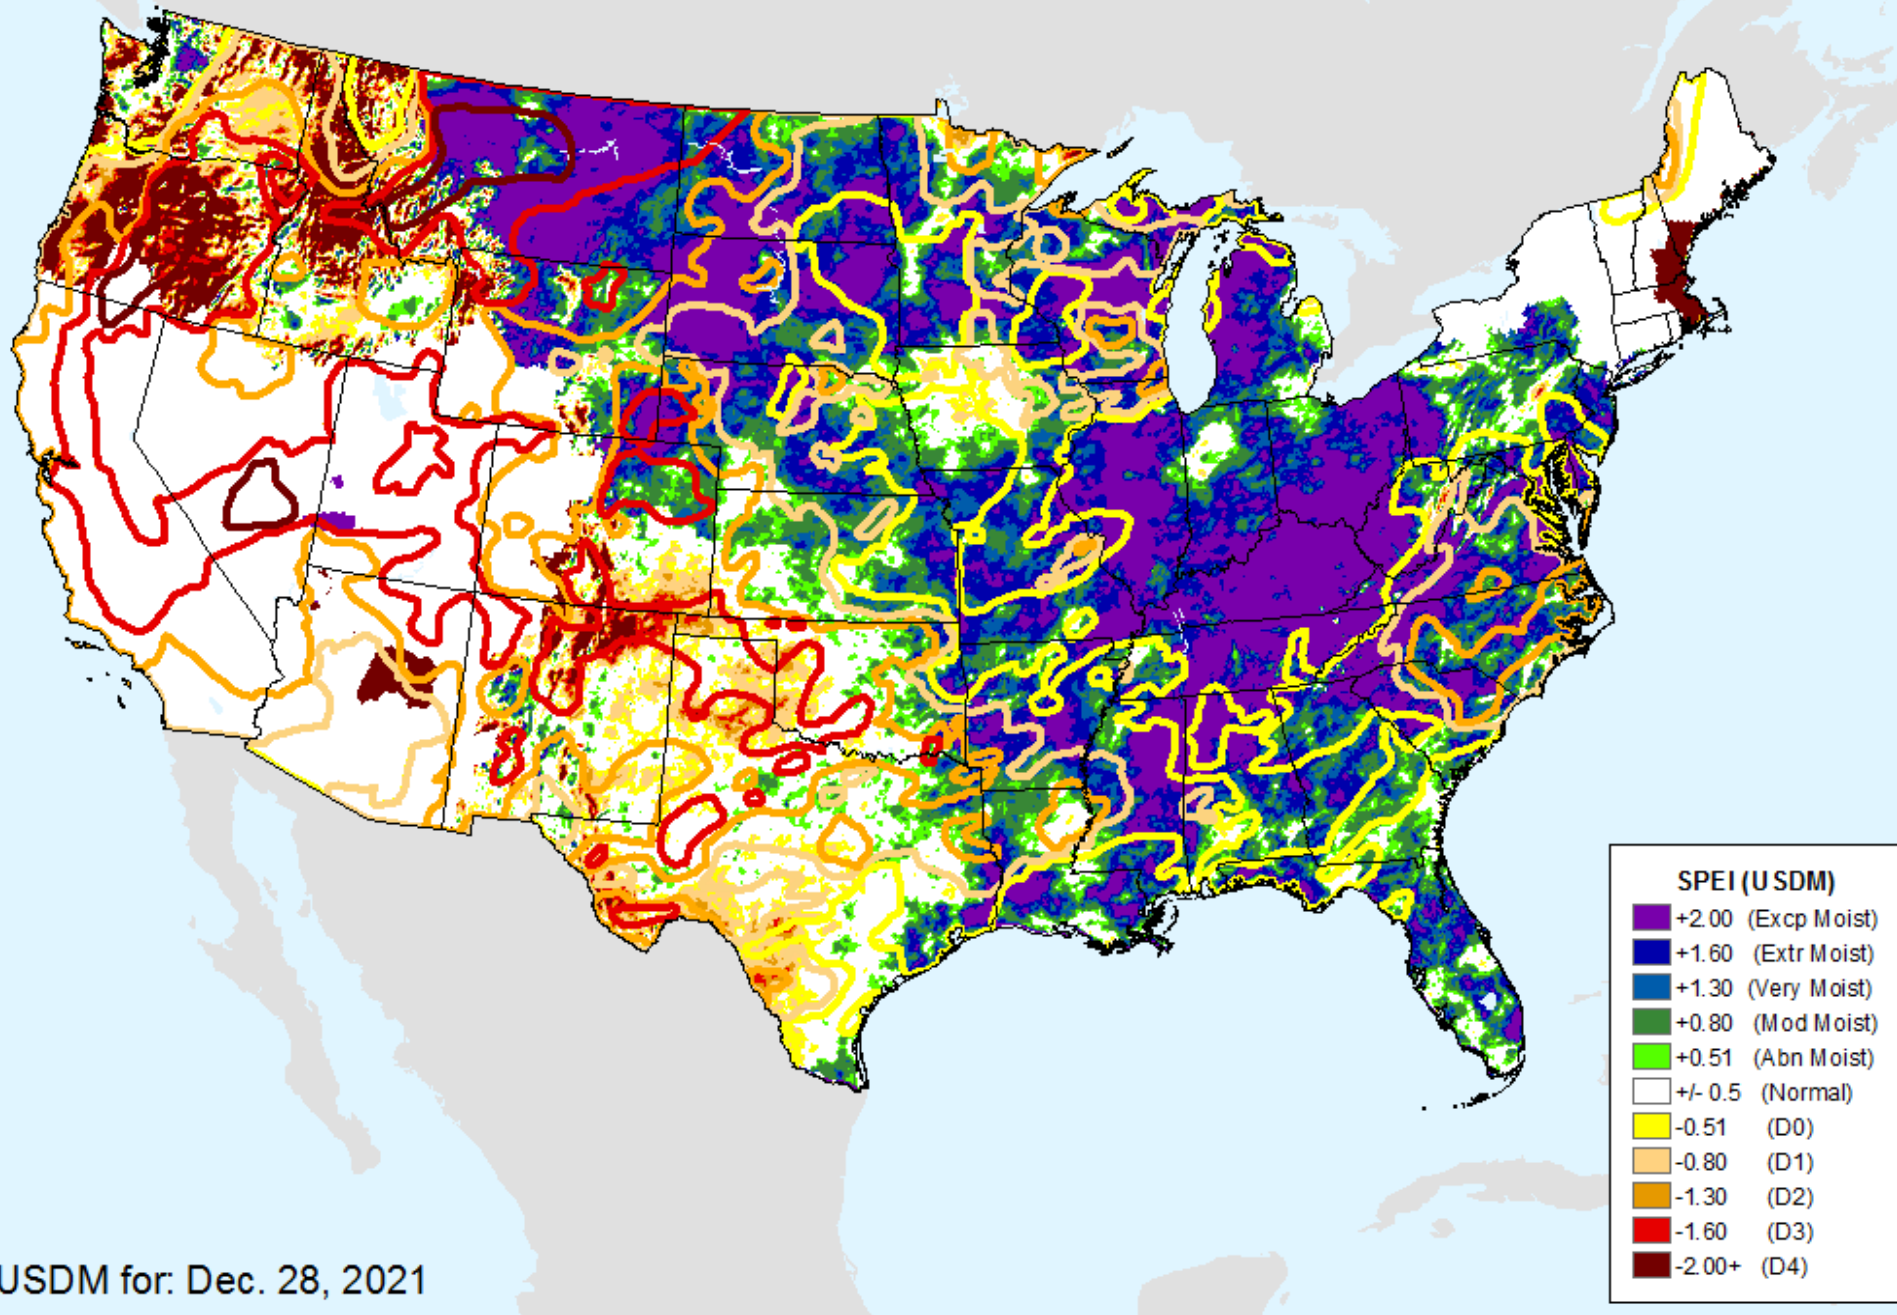 SPEI (USDM)
+2.00 (Excp Moist)
+1.60 (Extr Moist)
+1.30 (Very Moist)
+0.80 (Mod Moist)
+0.51 (Abn Moist)
+/- 0.5 (Normal)
-0.51 (D0)
-0.80 (D1)
-1.30 (D2)
-1.60 (D3)
-2.00+ (D4)
USDM for: Dec. 28, 2021